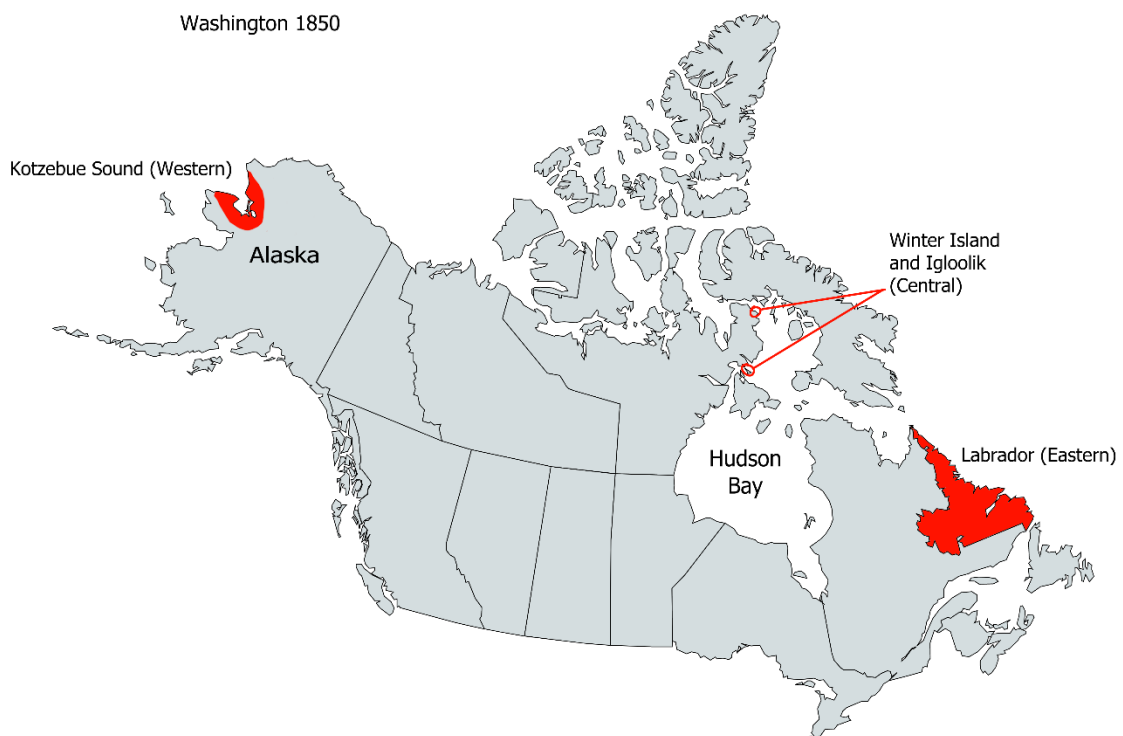 Washington 1850
Kotzebue Sound (Western)
Alaska
Winter Island
and Igloolik
(Central)
Hudson
Bay
Labrador (Eastern)